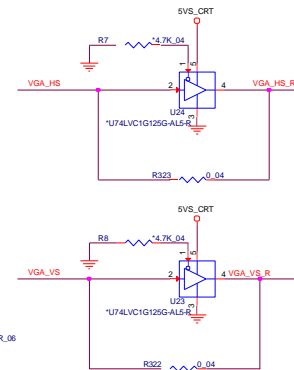 5VS_CRT
R7 *4.7K_04
1 5
VGA_HS 2 4 VGA_HS_R
U24 3
*U74LVC1G125G-AL5-R
R323 0_04
5VS_CRT
R8 *4.7K_04
1 5
VGA_VS 2 4 VGA_VS_R
U23 3
*U74LVC1G125G-AL5-R
R_06
R322 0_04